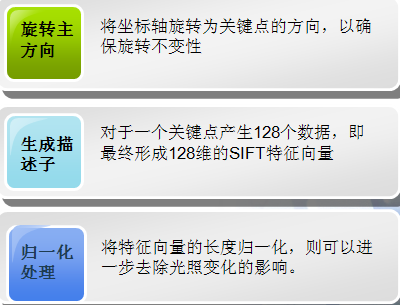 旋转主
方向
将坐标轴旋转为关键点的方向，以确
保旋转不变性
生成描
述子
对于一个关键点产生128个数据，即
最终形成128维的SIFT特征向量
归一化
处理
将特征向量的长度归一化，则可以进
一步去除光照变化的影响。